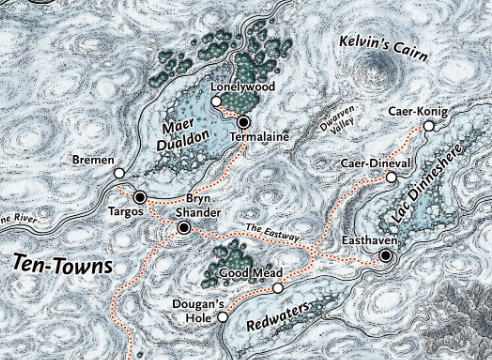 Kelvin's Cairn
Lonelywood
Caer-Konig
Maer
Dualdon
Termalaine
Dwarven
Valley
Bremen
Caer-Dineval
Lac Dinneshere
Targos
Bryn
Shander
ne River
The Eastway
Easthaven
Ten-Towns
Good Mead
Dougan's
Hole
Redwaters